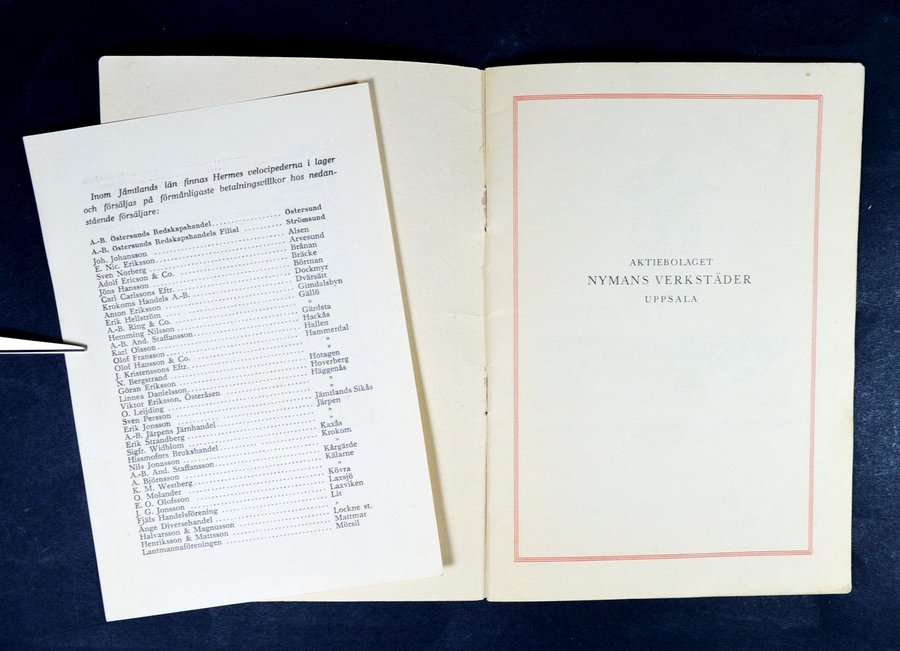 Inom Jämtlands län finnas Hermes velocipederna i lager
och försäljas på förmånligaste betalningsvillkor hos nedan-
stående försäljare:
A.-B. Östersunds Redskapshandel ........ Östersund
A.-B. Östersunds Redskapshandels Filial ........ Strömsund
Joh. Johansson ........ Alsen
E. Nic. Eriksson ........ Arvesund
Sven Norberg ........ Brånan
Adolf Ericson & Co. ........ Bräcke
Jöns Hansson ........ Börtnan
Carl Carlssons Eftr. ........ Dockmyr
Krokoms Handels A.-B. ........ Dvärsätt
Anton Eriksson ........ Gimdalsbyn
Erik Hellström ........ Gällö
A.-B. Ring & Co. ........ »
Hemming Nilsson ........ Gärdsta
A.-B. And. Staffansson ........ Hackås
Karl Olsson ........ Hallen
Olof Fransson ........ Hammerdal
Olof Hansson & Co. ........ »
J. Kristenssons Eftr. ........ »
N. Bergstrand ........ Hotagen
Göran Eriksson ........ Hoverberg
Linnea Danielsson ........ Häggenås
Viktor Eriksson, Österåsen ........ »
O. Leijding ........ »
Sven Persson ........ Jämtlands Sikås
Erik Jonsson ........ Järpen
A.-B. Järpens Järnhandel ........ »
Erik Strandberg ........ »
Sigfr. Widblom ........ Kaxås
Hissmofors Brukshandel ........ Krokom
Nils Jonasson ........ »
A.-B. And. Staffansson ........ Kårgärde
A. Björnsson ........ Kälarne
K. M. Westberg ........ »
O. Molander ........ Kövra
E. O. Olofsson ........ Laxsjö
J. G. Jonsson ........ Laxviken
Fjäls Handelsförening ........ Lit
Ånge Diversehandel ........ »
Halvarsson & Magnusson ........ Lockne st.
Henriksson & Mattsson ........ Mattmar
Lantmannaföreningen ........ Mörsil
AKTIEBOLAGET
NYMANS VERKSTÄDER
UPPSALA